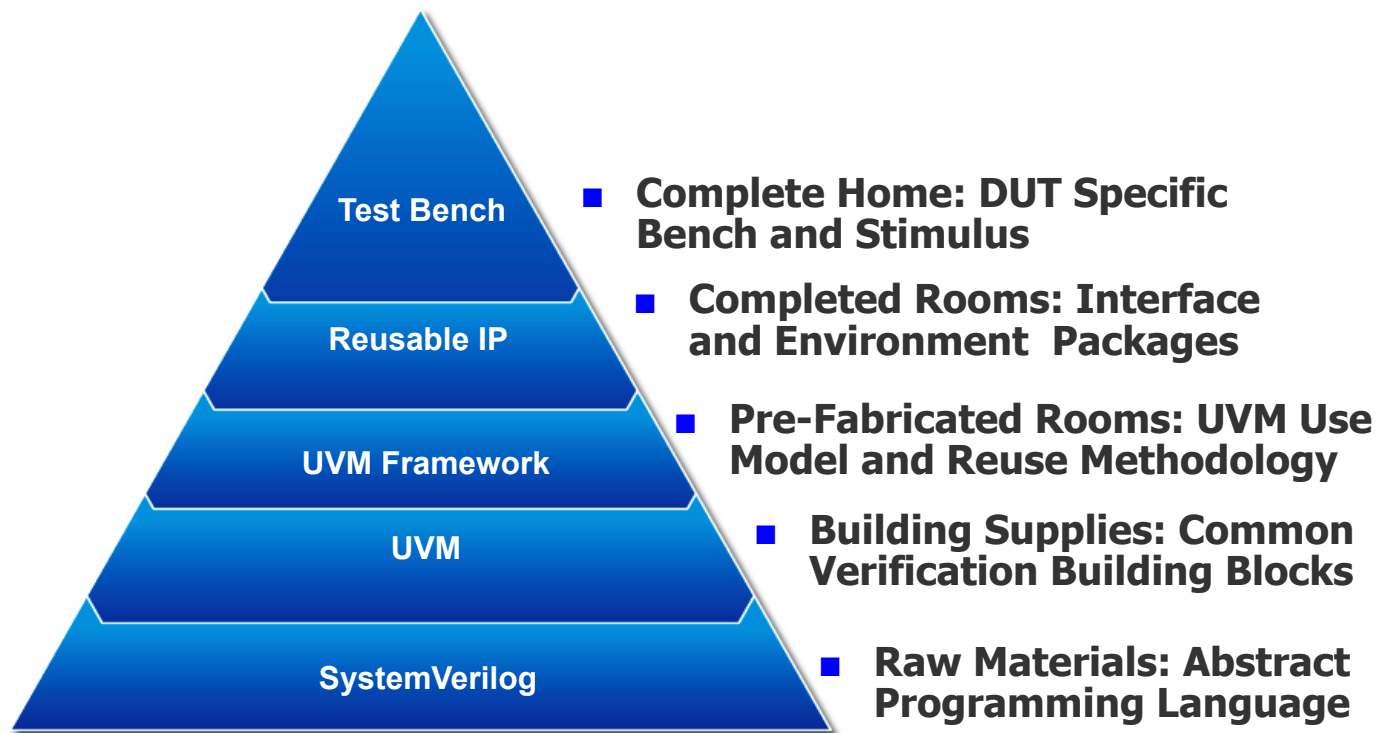 Test Bench
■ Complete Home: DUT Specific
Bench and Stimulus
Reusable IP
■ Completed Rooms: Interface
and Environment  Packages
UVM Framework
■ Pre-Fabricated Rooms: UVM Use
Model and Reuse Methodology
UVM
■ Building Supplies: Common
Verification Building Blocks
SystemVerilog
■ Raw Materials: Abstract
Programming Language